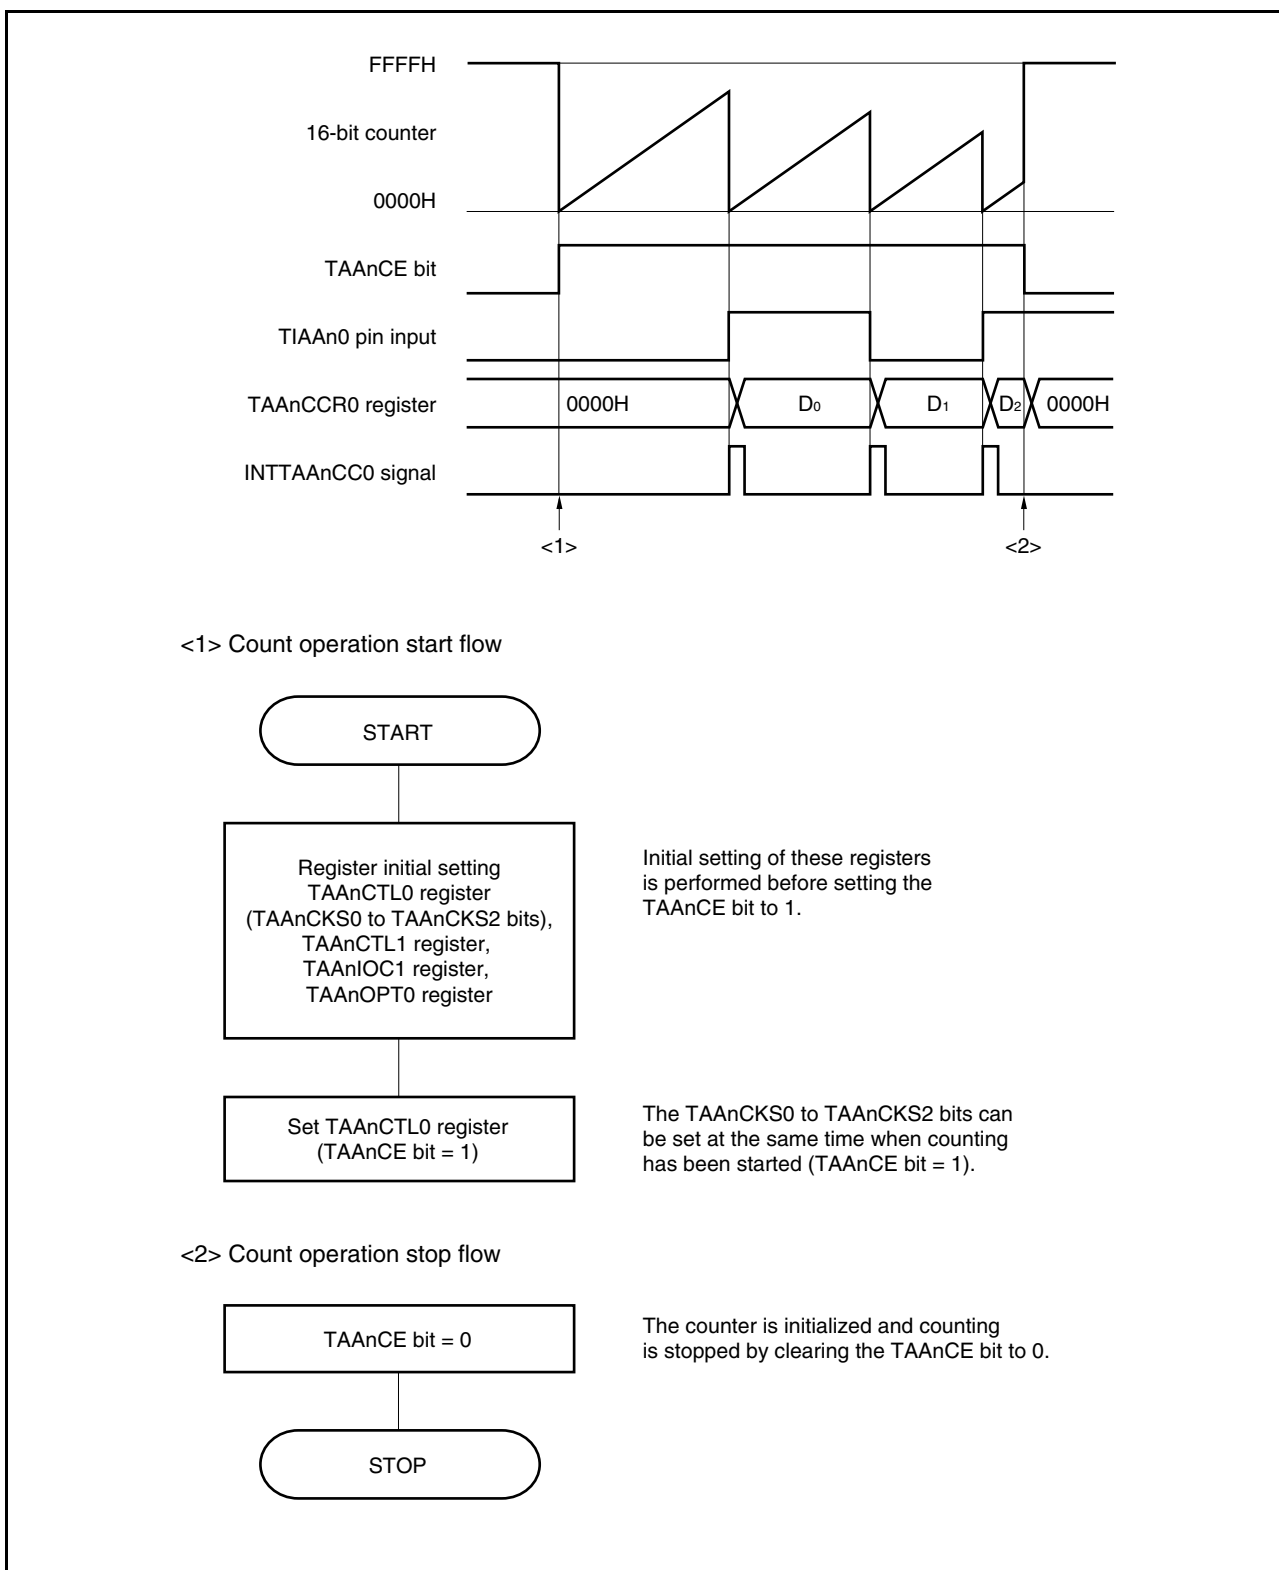 FFFFH
16-bit counter
0000H
TAAnCE bit
TIAAn0 pin input
TAAnCCR0 register 0000H D0 D1 D2 0000H
INTTAAnCC0 signal
<1> <2>
<1> Count operation start flow
START
Register initial setting
TAAnCTL0 register
(TAAnCKS0 to TAAnCKS2 bits),
TAAnCTL1 register,
TAAnIOC1 register,
TAAnOPT0 register
Initial setting of these registers
is performed before setting the
TAAnCE bit to 1.
Set TAAnCTL0 register
(TAAnCE bit = 1)
The TAAnCKS0 to TAAnCKS2 bits can
be set at the same time when counting
has been started (TAAnCE bit = 1).
<2> Count operation stop flow
TAAnCE bit = 0
The counter is initialized and counting
is stopped by clearing the TAAnCE bit to 0.
STOP